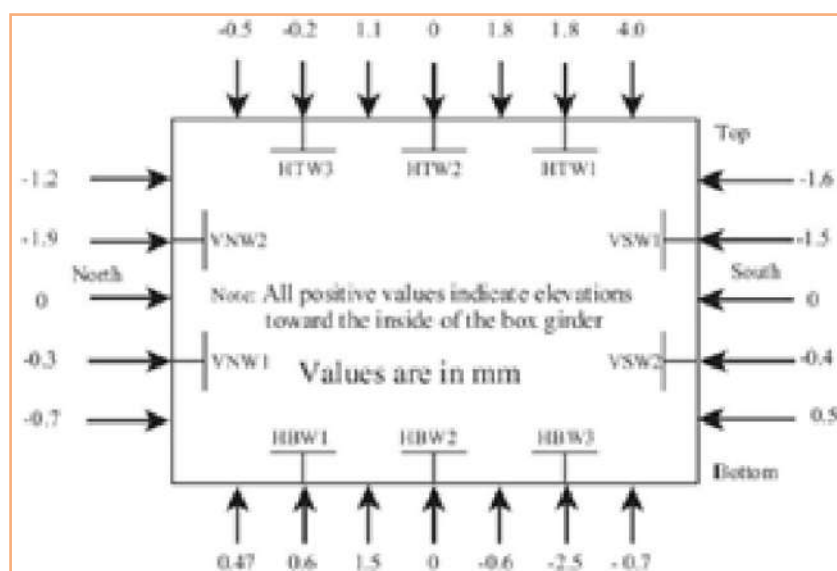 -0.5 -0.2 1.1 0 1.8 1.8 4.0
Top
HTW3 HTW2 HTW1
-1.2 -1.6
-1.9 VNW2 VSW1 -1.5
North South
0 Note: All positive values indicate elevations 0
toward the inside of the box girder
-0.3 VNW1 Values are in mm VSW2 -0.4
-0.7 0.5
HBW1 HBW2 HBW3
Bottom
0.47 0.6 1.5 0 -0.6 -2.5 - 0.7